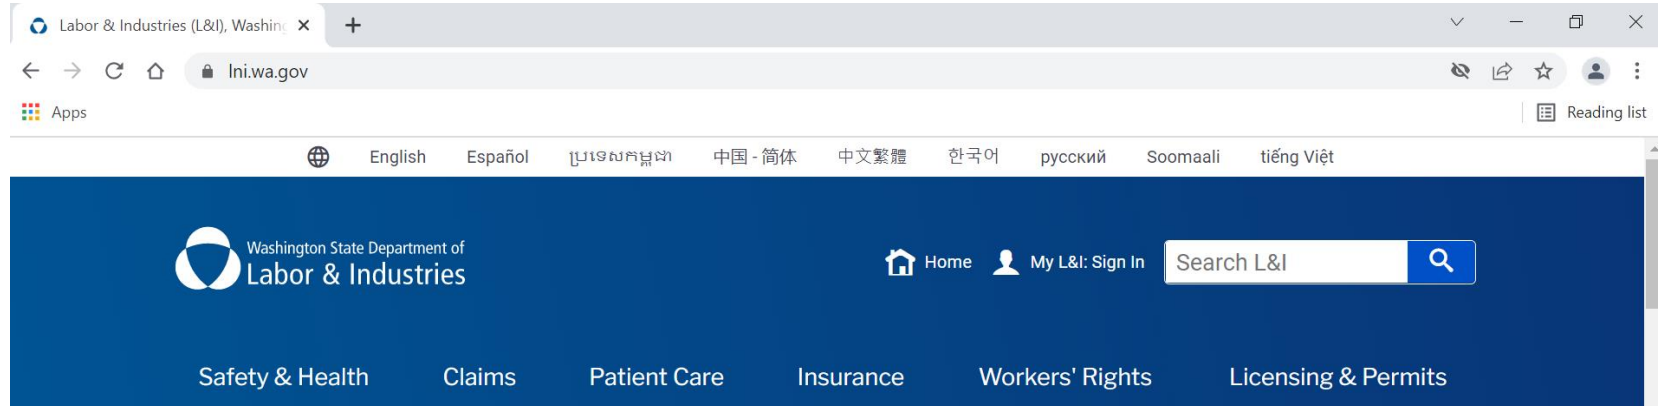 Labor & Industries (L&I), Washing
lni.wa.gov
Apps
Reading list
English Español ប្រទេសកម្ពុជា 中国 - 简体 中文繁體 한국어 русский Soomaali tiếng Việt
Washington State Department of
Labor & Industries
Home My L&I: Sign In Search L&I
Safety & Health Claims Patient Care Insurance Workers' Rights Licensing & Permits